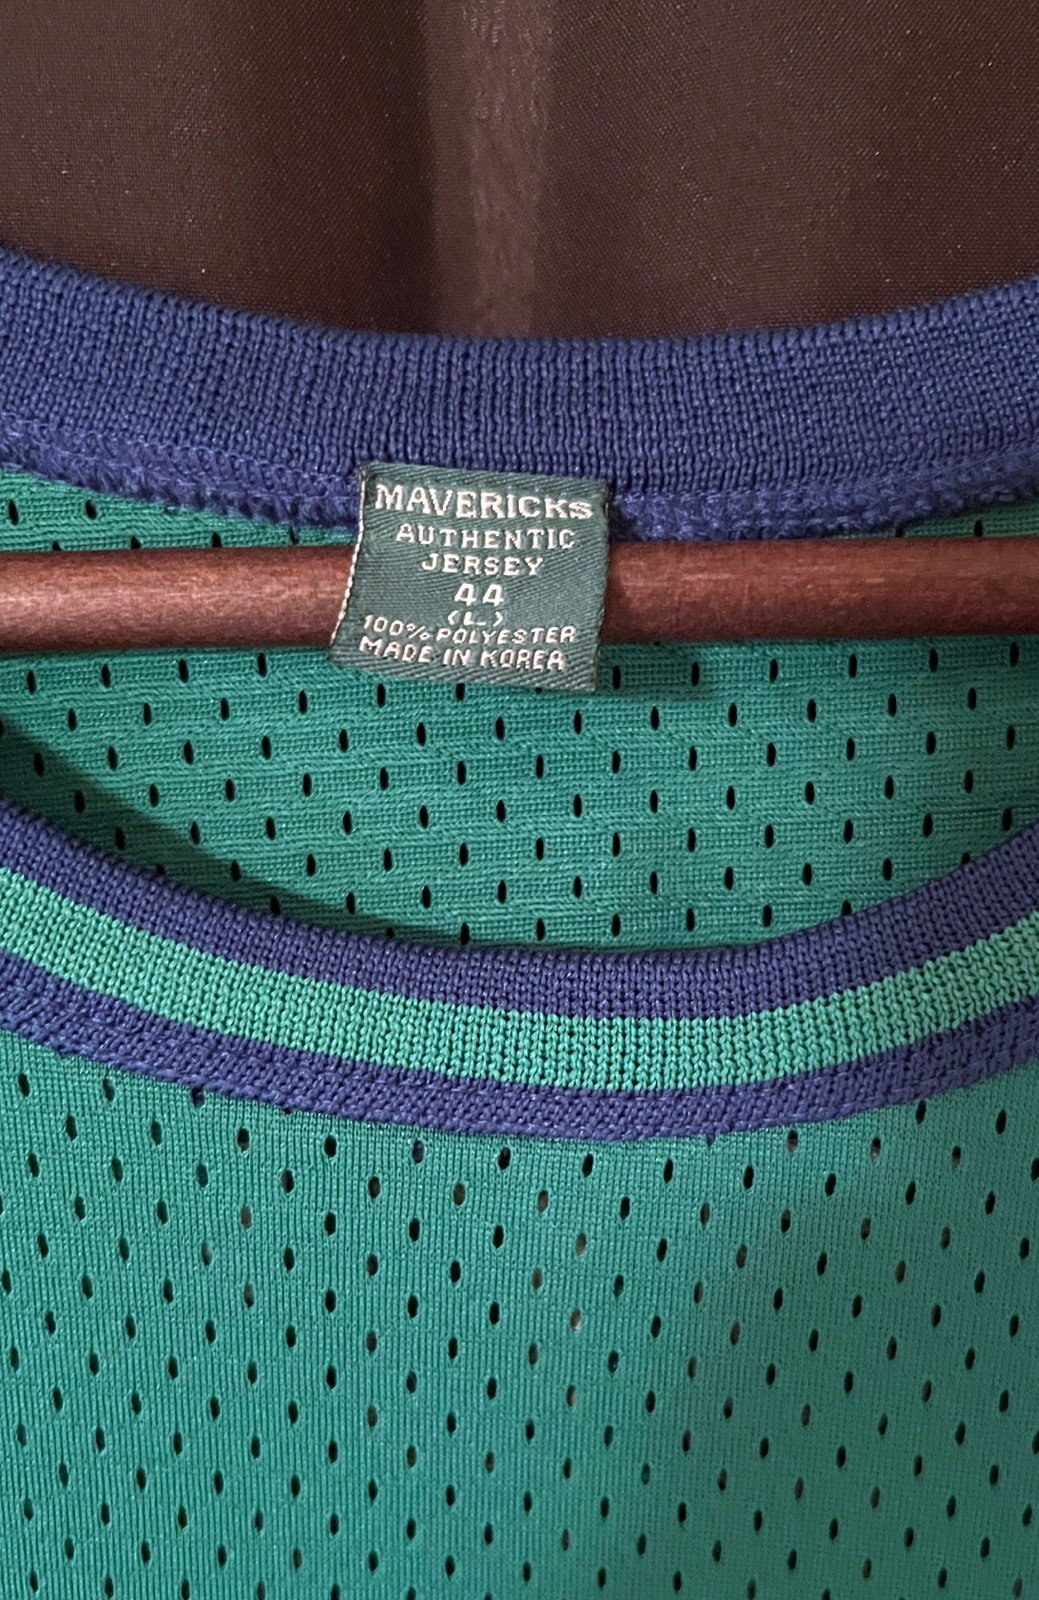 MAVERICKS
AUTHENTIC
JERSEY
44
(L)
100% POLYESTER
MADE IN KOREA